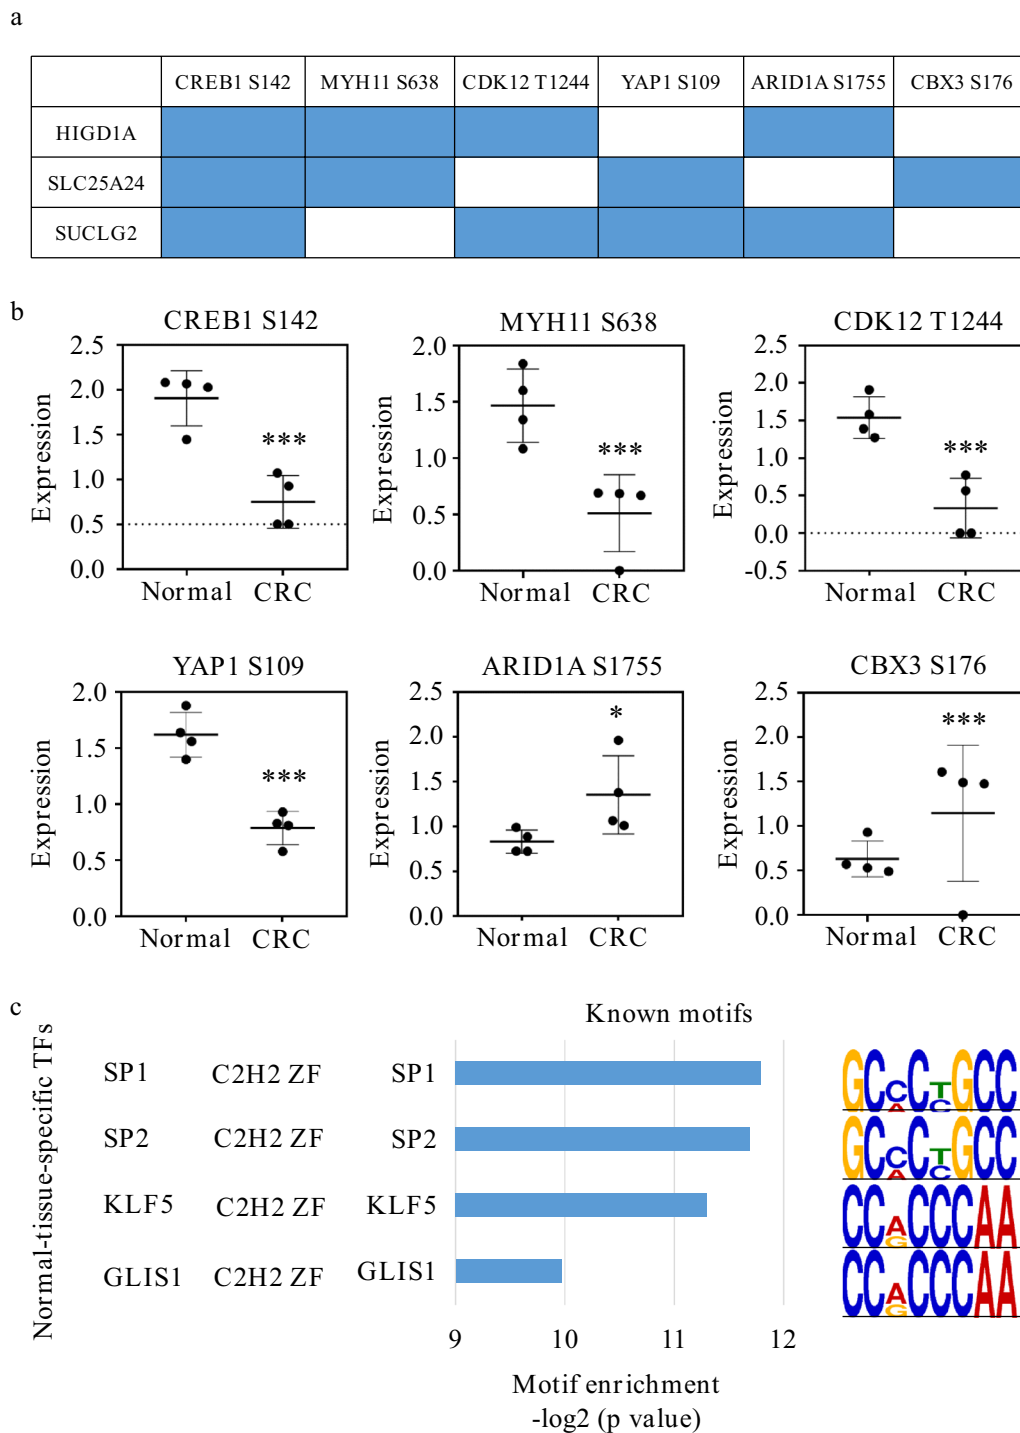 a
CREB1 S142 MYH11 S638 CDK12 T1244 YAP1 S109 ARID1A S1755 CBX3 S176
HIGD1A
SLC25A24
SUCLG2
b
CREB1 S142
Expression
2.5
2.0
1.5
1.0
0.5
0.0
***
Normal CRC
MYH11 S638
Expression
2.0
1.5
1.0
0.5
0.0
***
Normal CRC
CDK12 T1244
Expression
2.5
2.0
1.5
1.0
0.5
0.0
-0.5
***
Normal CRC
YAP1 S109
Expression
2.0
1.5
1.0
0.5
0.0
***
Normal CRC
ARID1A S1755
Expression
2.5
2.0
1.5
1.0
0.5
0.0
*
Normal CRC
CBX3 S176
Expression
2.5
2.0
1.5
1.0
0.5
0.0
***
Normal CRC
c
Normal-tissue-specific TFs
Known motifs
SP1 C2H2 ZF SP1 GCCCTGCC
A C
SP2 C2H2 ZF SP2 GCCCTGCC
A C
KLF5 C2H2 ZF KLF5 CCACCCAA
G
GLIS1 C2H2 ZF GLIS1 CCACCCAA
G
9 10 11 12
Motif enrichment
-log2 (p value)